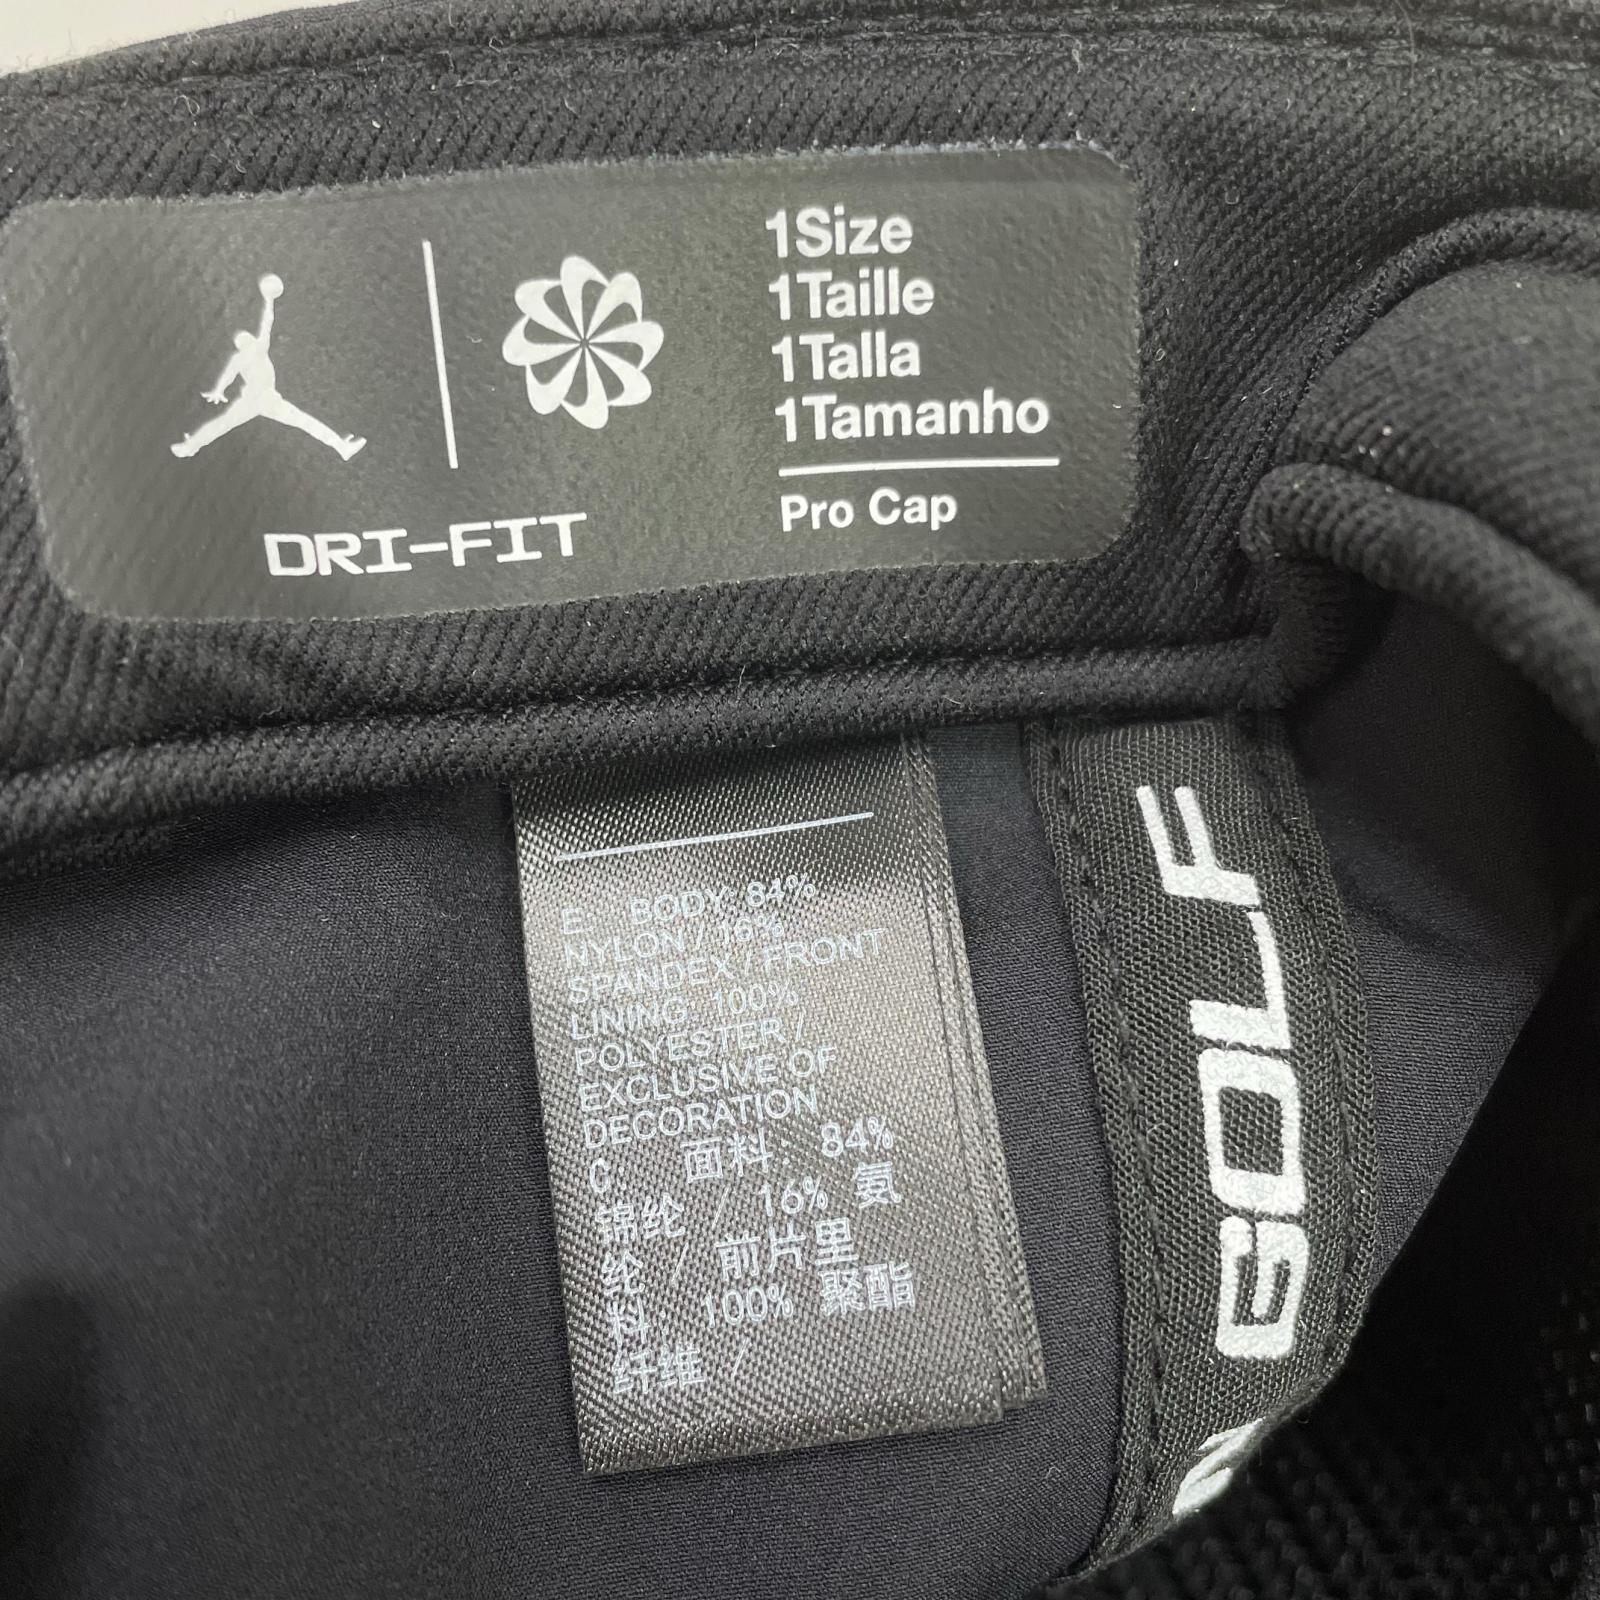 1Size
1Taille
1Talla
1Tamanho
Pro Cap
DRI-FIT
E: BODY: 84%
NYLON / 16%
SPANDEX / FRONT
LINING: 100%
POLYESTER /
EXCLUSIVE OF
DECORATION
C: 面料: 84%
锦纶 / 16% 氨
纶 / 前片里
料: 100% 聚酯
纤维 /
GOLF